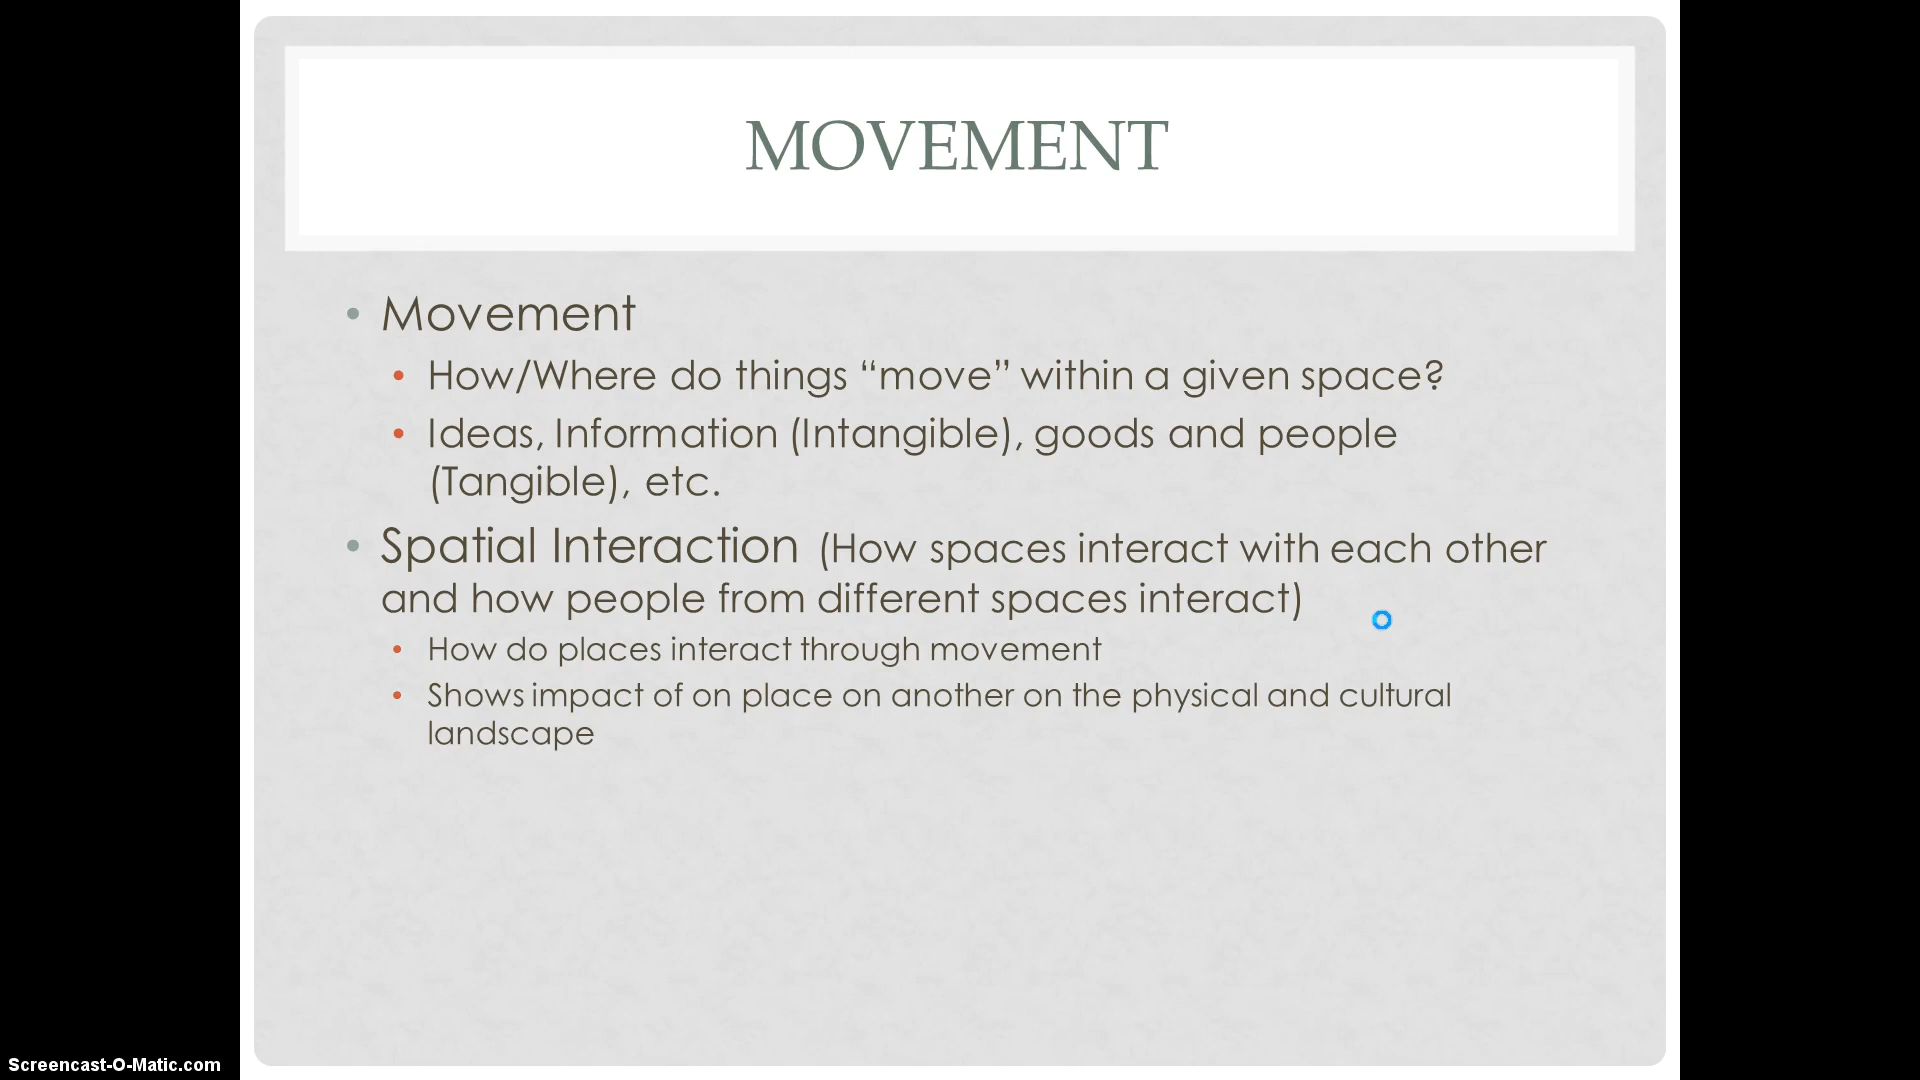 MOVEMENT
• Movement
• How/Where do things “move” within a given space?
• Ideas, Information (Intangible), goods and people
(Tangible), etc.
• Spatial Interaction (How spaces interact with each other
and how people from different spaces interact)
• How do places interact through movement
• Shows impact of on place on another on the physical and cultural
landscape
Screencast-O-Matic.com